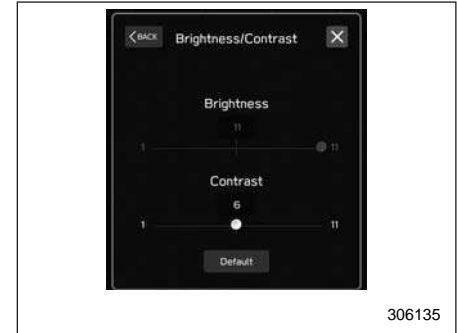 BACK Brightness/Contrast X
Brightness
11
1 11
Contrast
6
1 11
Default
306135